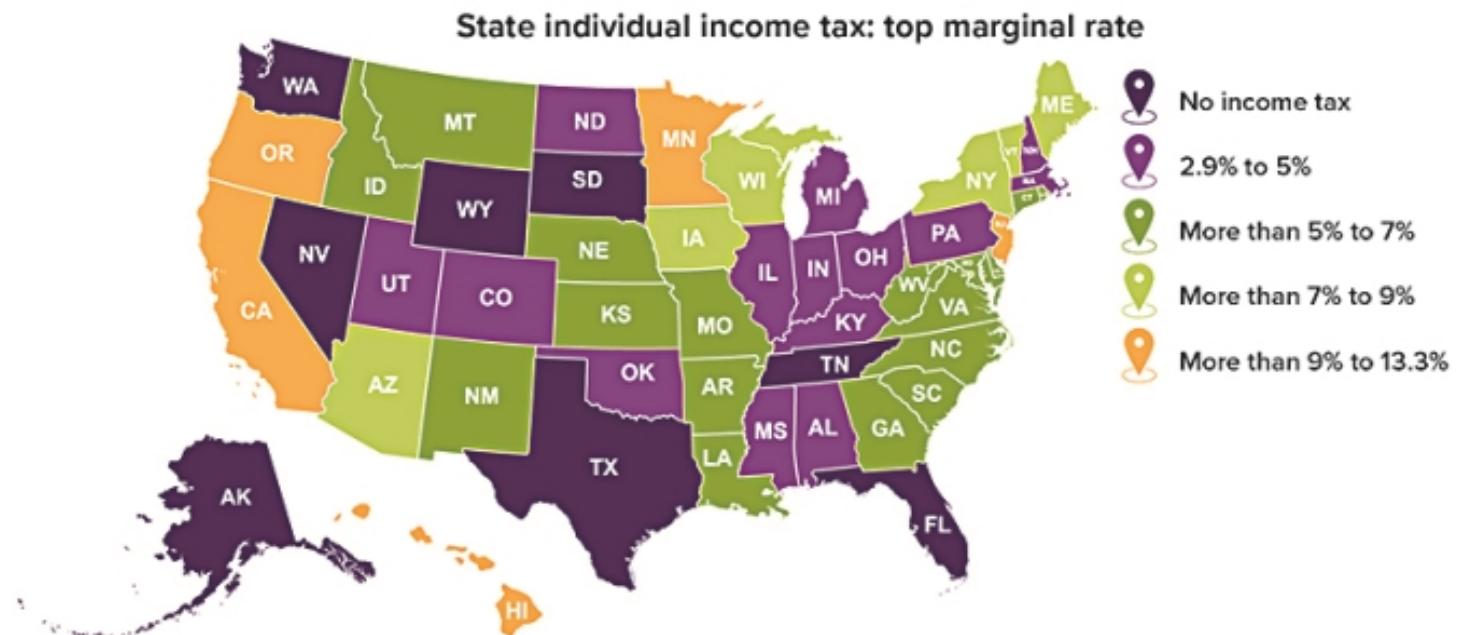 State individual income tax: top marginal rate
No income tax
2.9% to 5%
More than 5% to 7%
More than 7% to 9%
More than 9% to 13.3%
WA
MT
ND
MN
ME
OR
ID
SD
WI
VT
NH
WY
MI
NY
MA
CT
NV
NE
IA
PA
NJ
UT
CO
IL
IN
OH
WV
VA
CA
KS
MO
KY
TN
NC
AZ
NM
OK
AR
SC
MS
AL
GA
TX
LA
AK
FL
HI